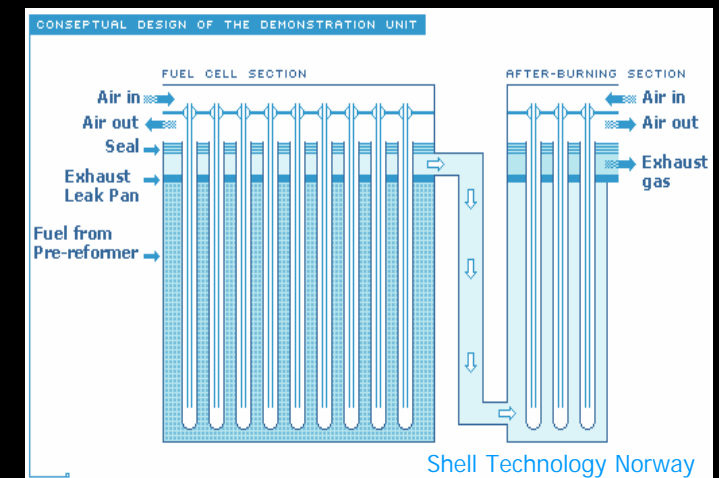 CONSEPTUAL DESIGN OF THE DEMONSTRATION UNIT
FUEL CELL SECTION
AFTER-BURNING SECTION
Air in
Air out
Seal
Exhaust
Leak Pan
Fuel from
Pre-reformer
Air in
Air out
Exhaust
gas
Shell Technology Norway